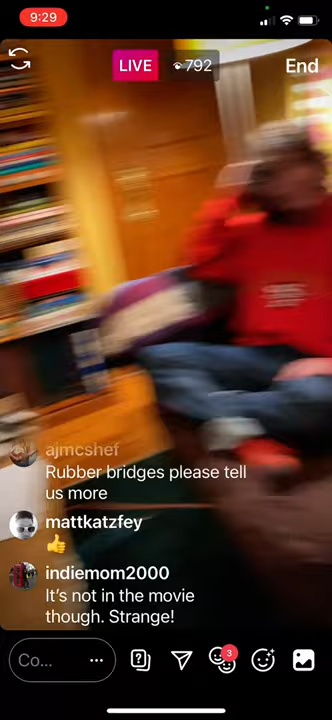 9:29
LIVE
792
End
ajmcshef
Rubber bridges please tell
us more
mattkatzfey
👍
indiemom2000
It's not in the movie
though. Strange!
Co...
3